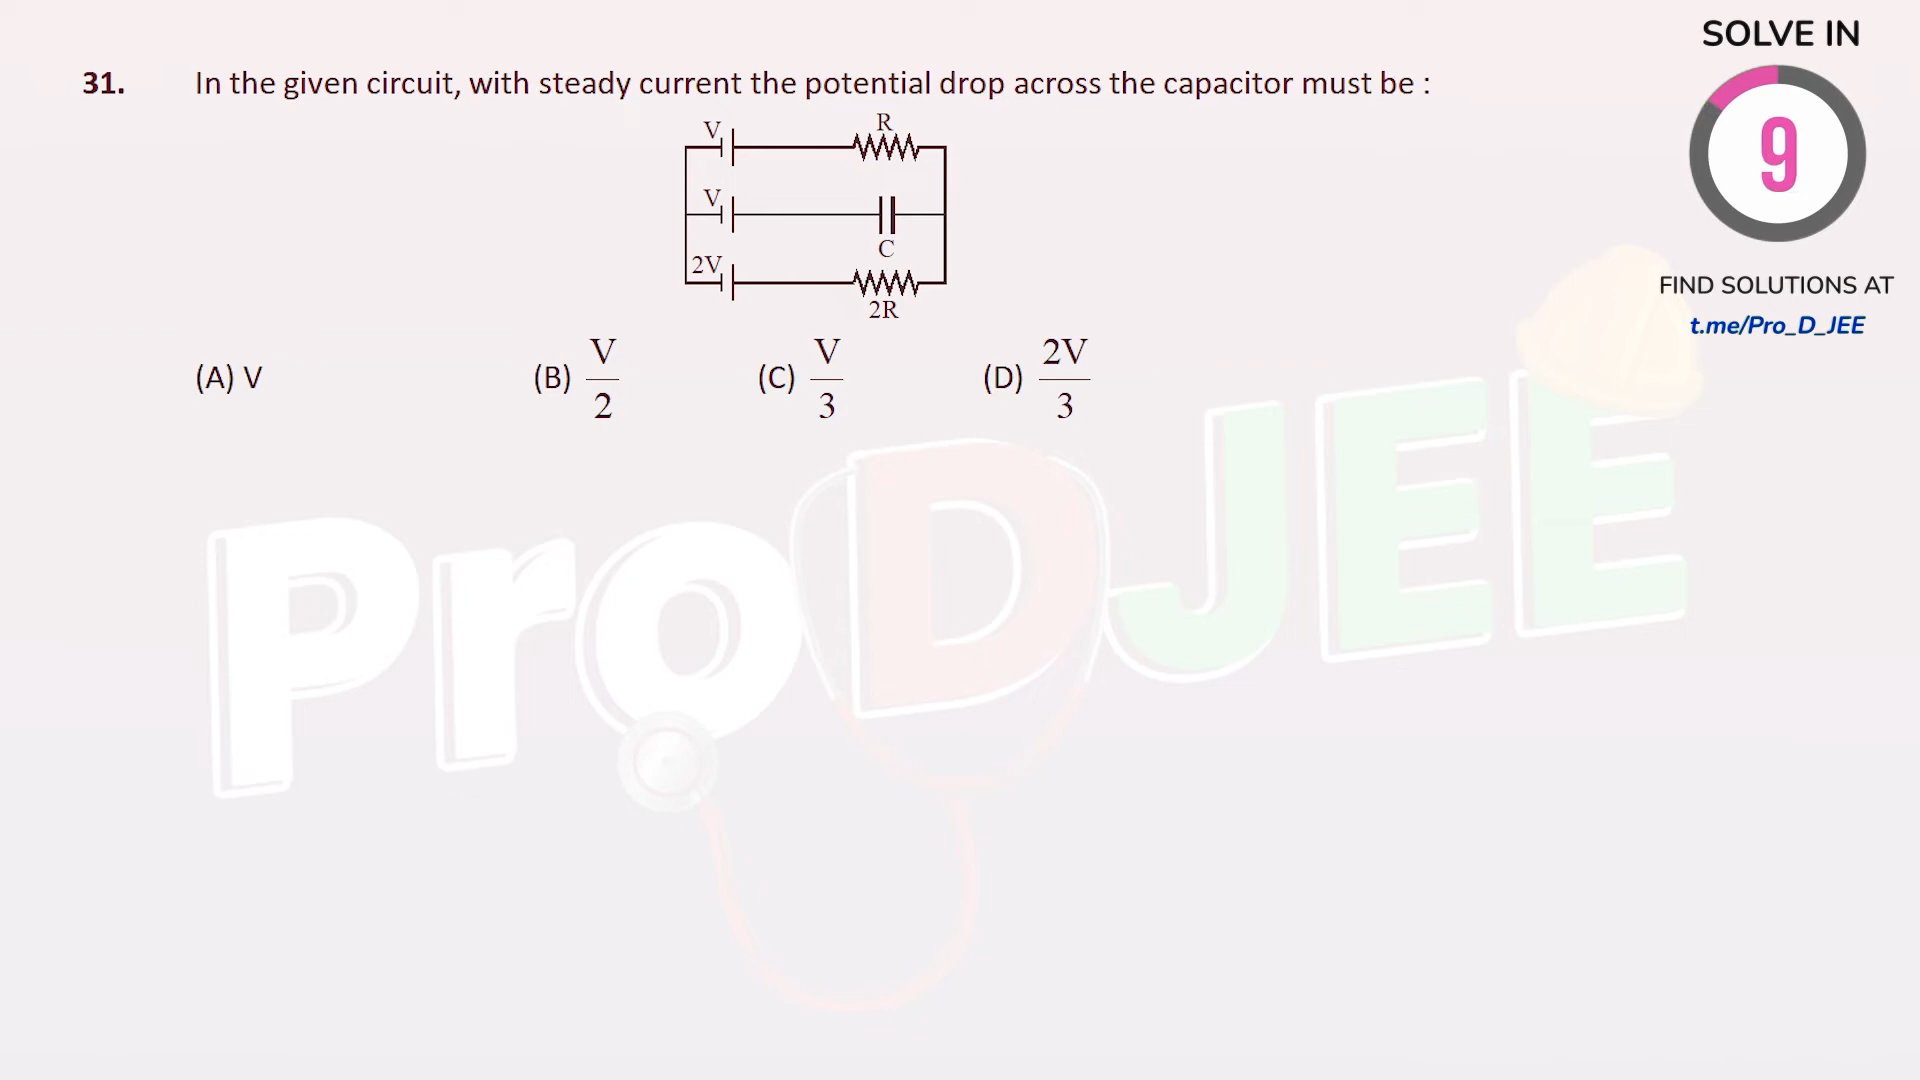 SOLVE IN
9
FIND SOLUTIONS AT
t.me/Pro_D_JEE
31. In the given circuit, with steady current the potential drop across the capacitor must be :
V
R
V
C
2V
2R
(A) V (B) V/2 (C) V/3 (D) 2V/3
ProDJEE